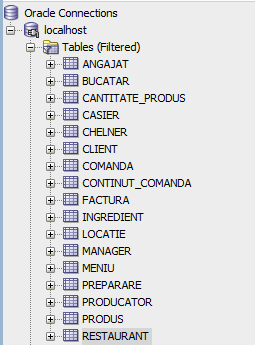 Oracle Connections
localhost
Tables (Filtered)
ANGAJAT
BUCATAR
CANTITATE_PRODUS
CASIER
CHELNER
CLIENT
COMANDA
CONTINUT_COMANDA
FACTURA
INGREDIENT
LOCATIE
MANAGER
MENIU
PREPARARE
PRODUCATOR
PRODUS
RESTAURANT